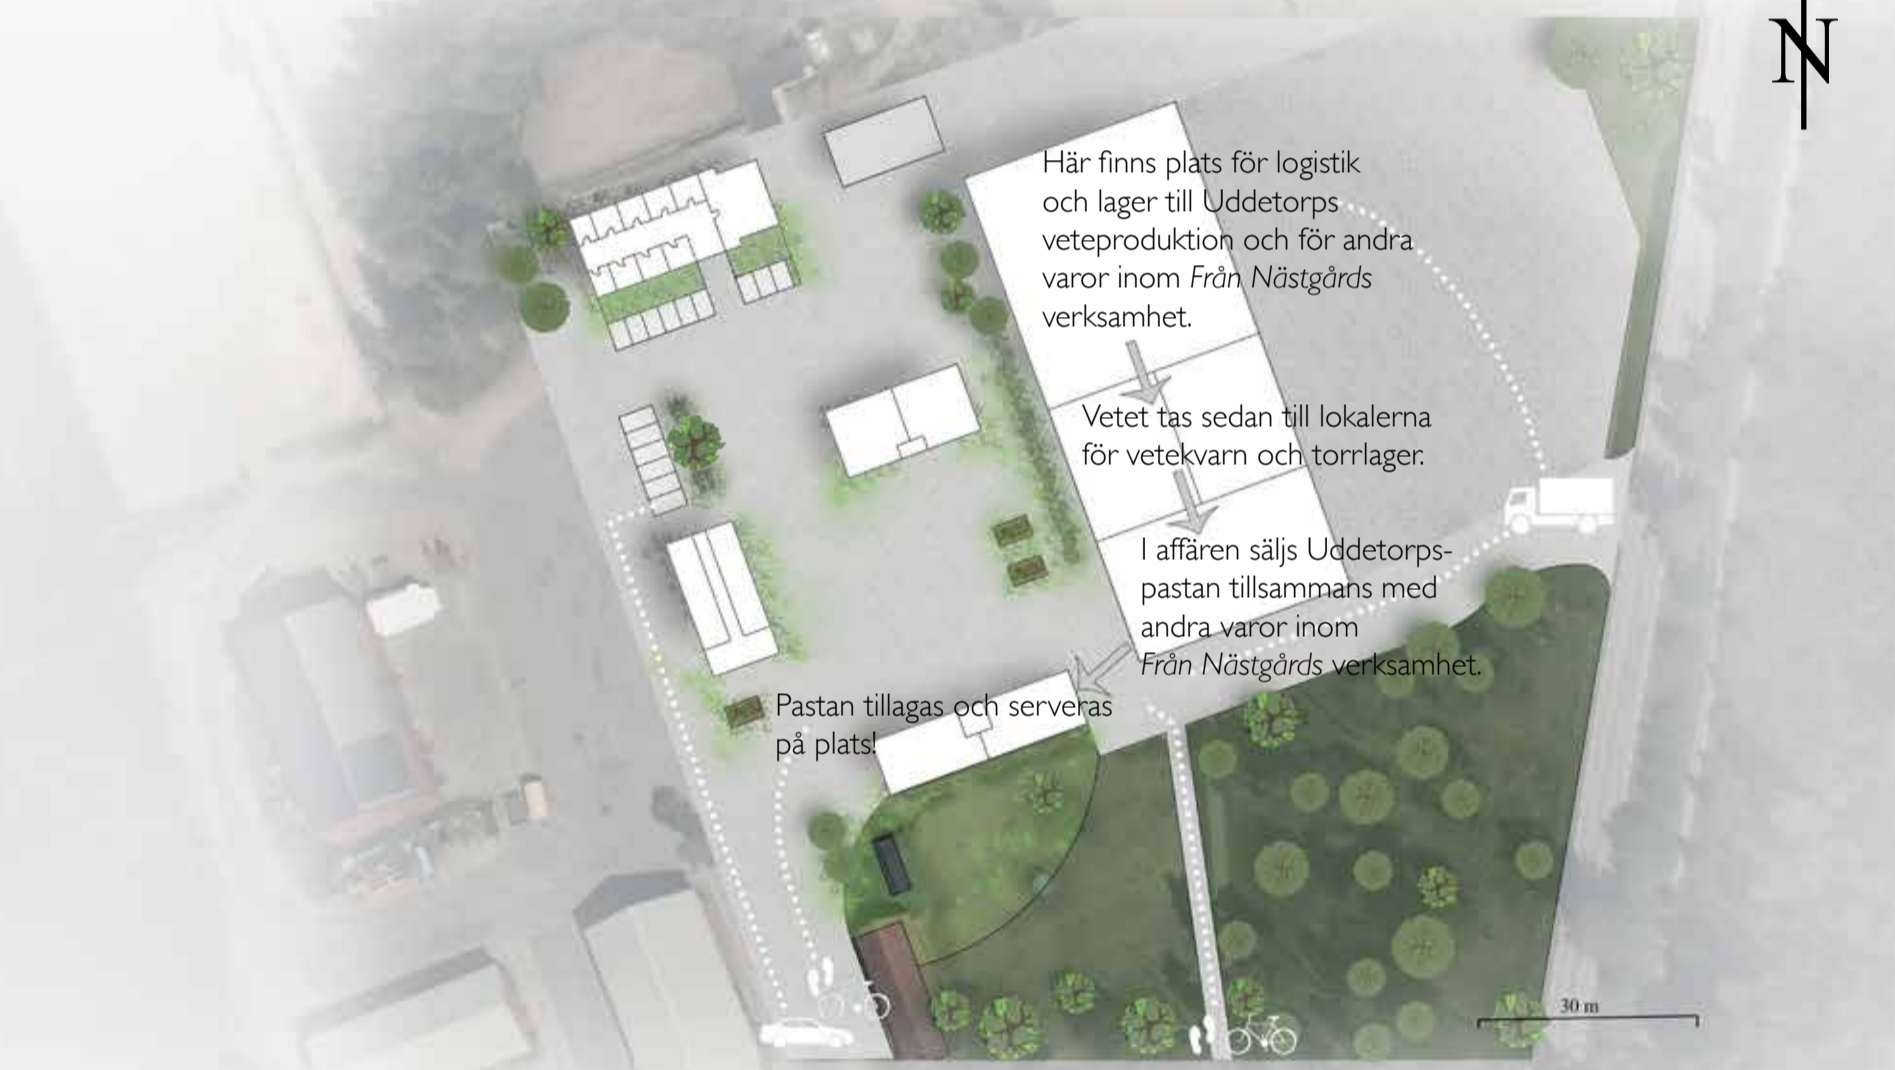 N
Här finns plats för logistik
och lager till Uddetorps
veteproduktion och för andra
varor inom Från Nästgårds
verksamhet.
Vetet tas sedan till lokalerna
för vetekvarn och torrlager.
I affären säljs Uddetorps-
pastan tillsammans med
andra varor inom
Från Nästgårds verksamhet.
Pastan tillagas och serveras
på plats!
30 m